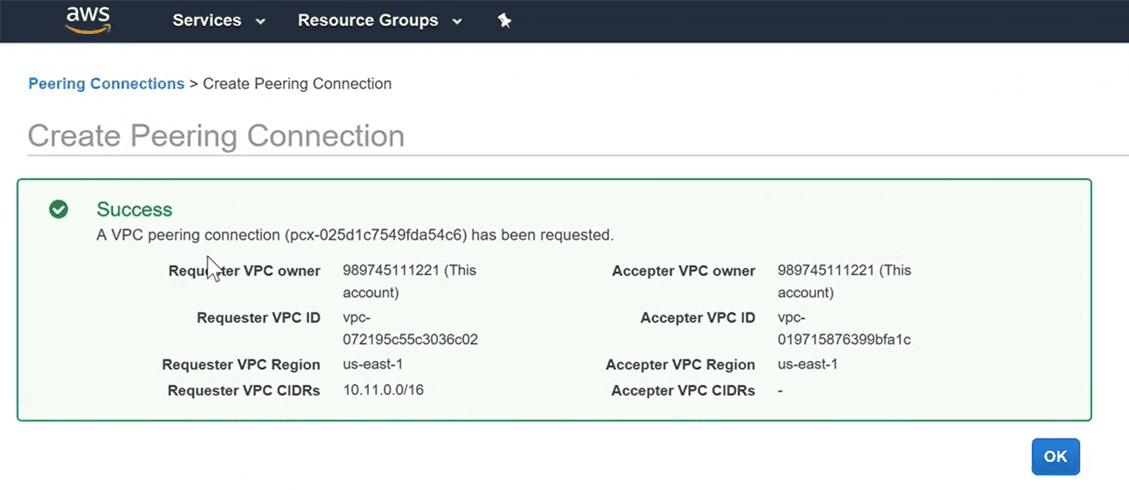 aws Services Resource Groups
Peering Connections > Create Peering Connection
Create Peering Connection
Success
A VPC peering connection (pcx-025d1c7549fda54c6) has been requested.
Requester VPC owner 989745111221 (This account) Accepter VPC owner 989745111221 (This account)
Requester VPC ID vpc-072195c55c3036c02 Accepter VPC ID vpc-019715876399bfa1c
Requester VPC Region us-east-1 Accepter VPC Region us-east-1
Requester VPC CIDRs 10.11.0.0/16 Accepter VPC CIDRs -
OK